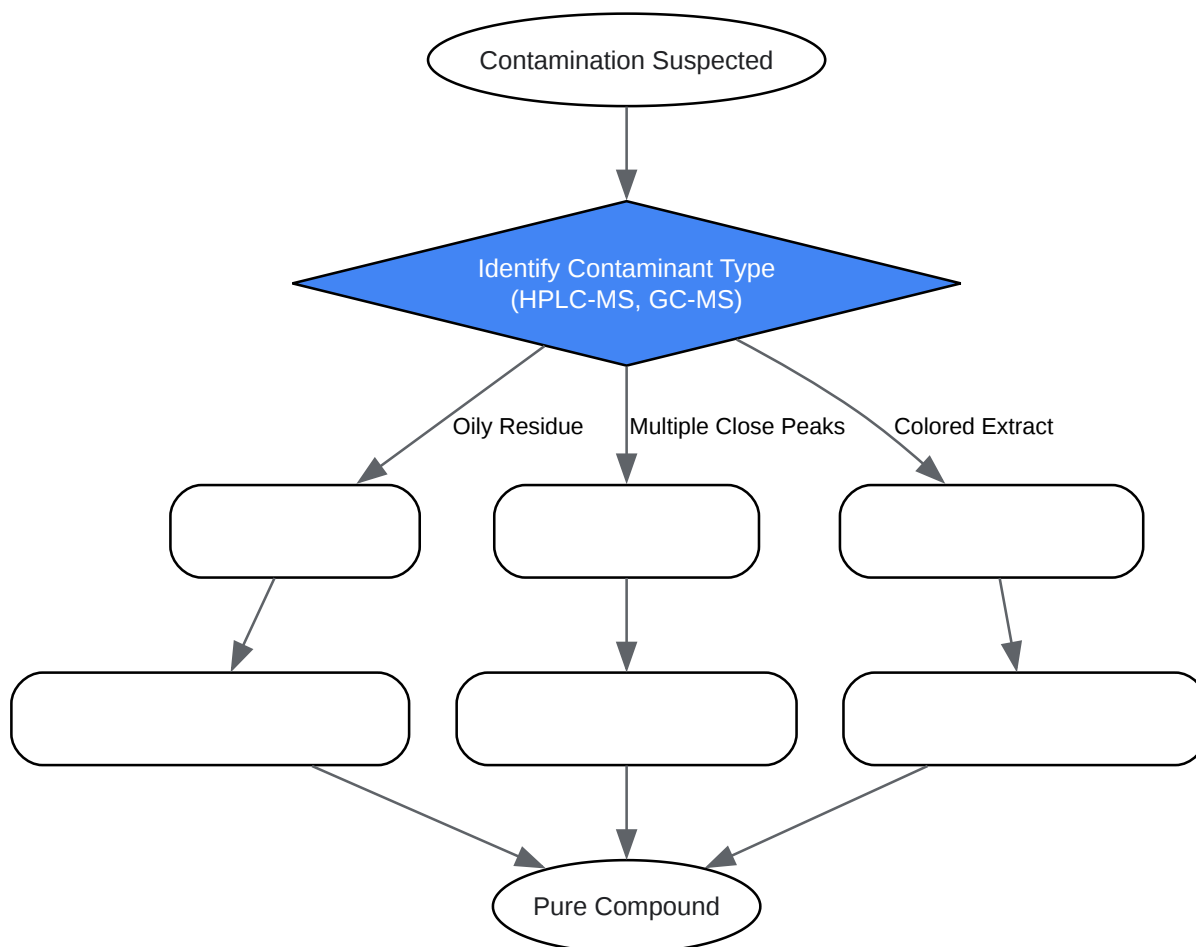 Contamination Suspected
Identify Contaminant Type
(HPLC-MS, GC-MS)
Oily Residue
Multiple Close Peaks
Colored Extract
Pure Compound